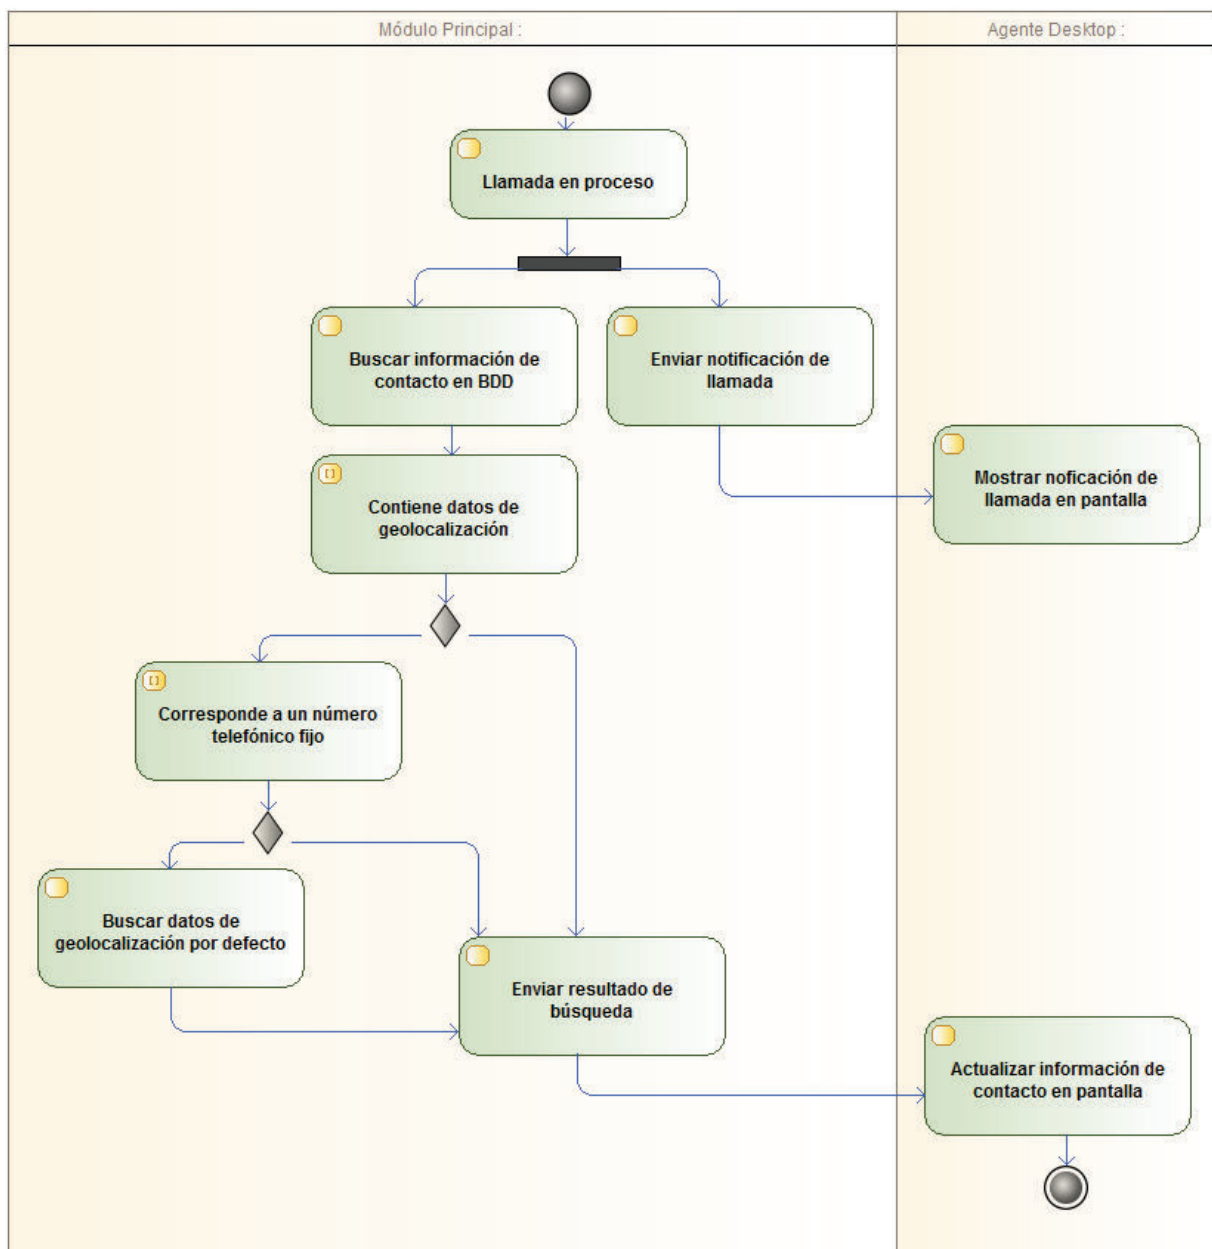 Módulo Principal :
Agente Desktop :
Llamada en proceso
Buscar información de
contacto en BDD
Enviar notificación de
llamada
Mostrar noficación de
llamada en pantalla
Contiene datos de
geolocalización
Corresponde a un número
telefónico fijo
Buscar datos de
geolocalización por defecto
Enviar resultado de
búsqueda
Actualizar información de
contacto en pantalla